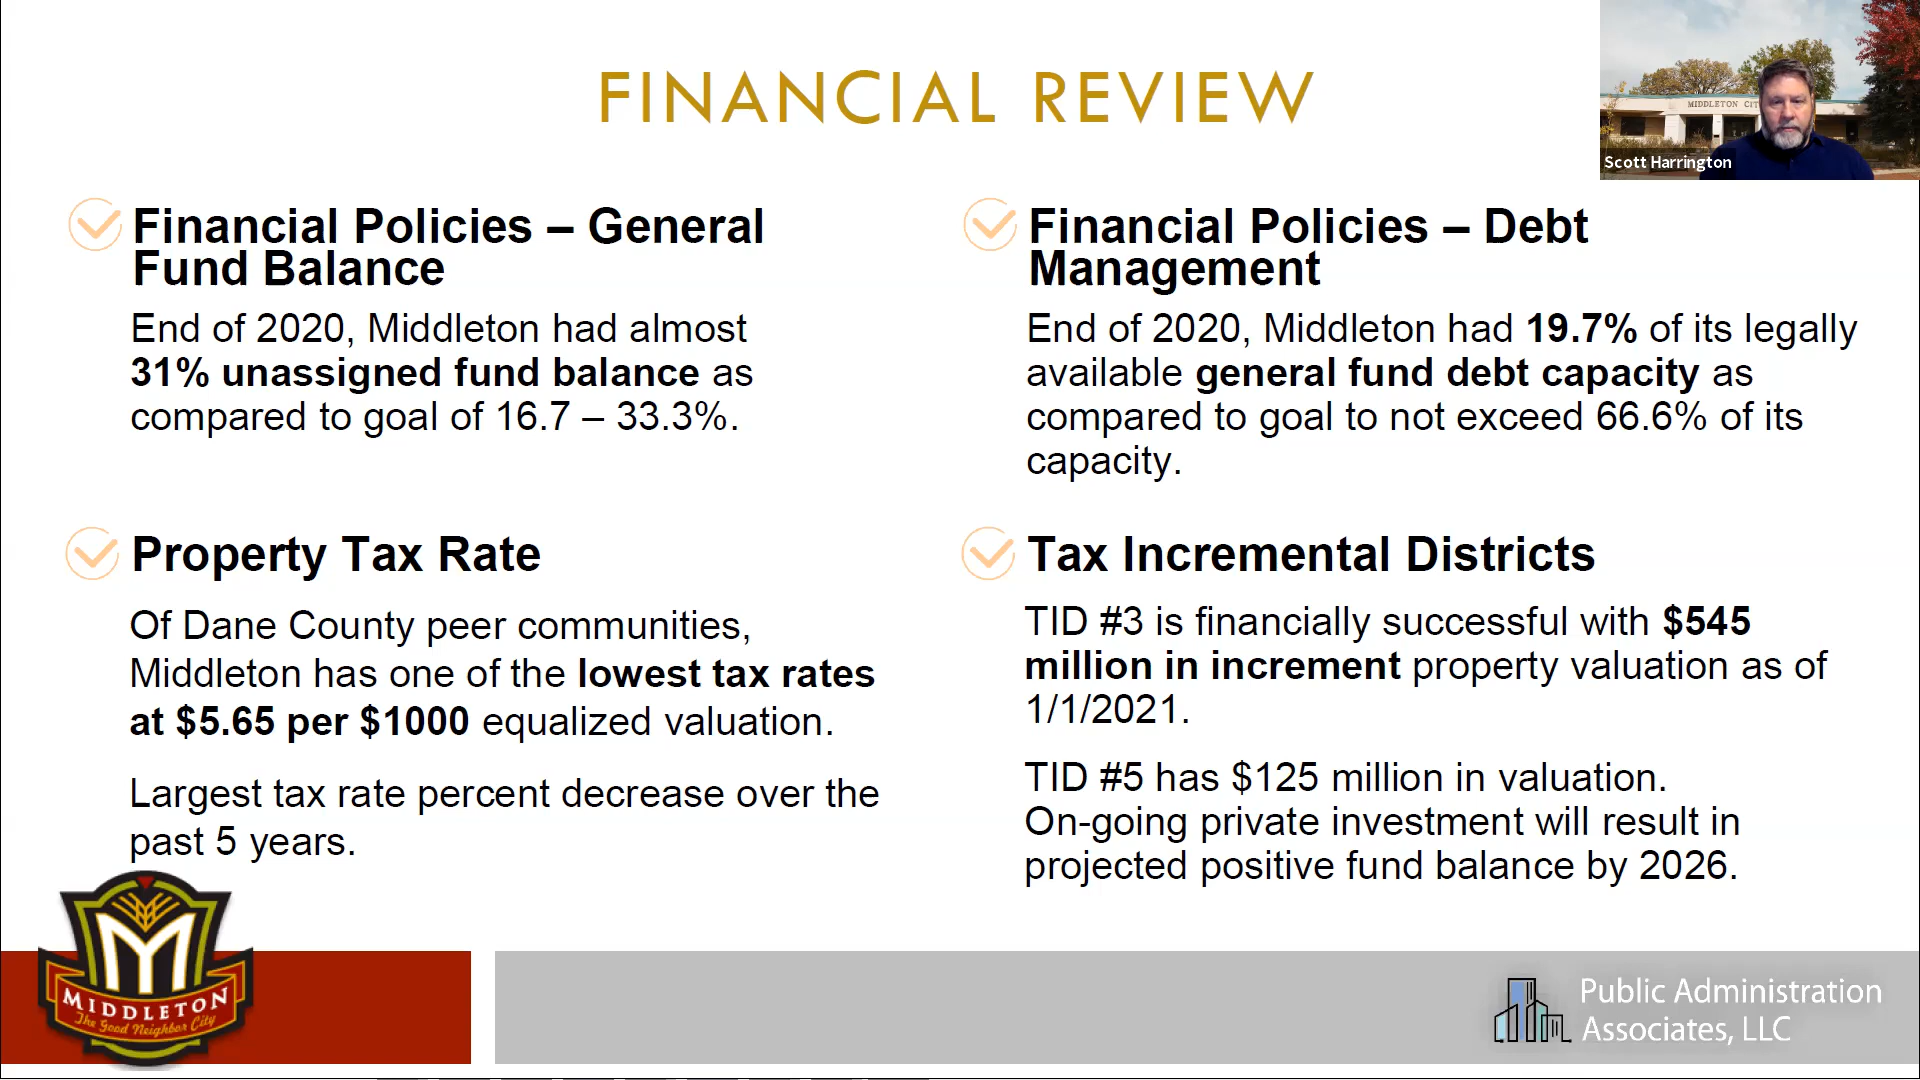 FINANCIAL REVIEW
MIDDLETON CIT
Scott Harrington
Financial Policies – General
Fund Balance
End of 2020, Middleton had almost
31% unassigned fund balance as
compared to goal of 16.7 – 33.3%.
Financial Policies – Debt
Management
End of 2020, Middleton had 19.7% of its legally
available general fund debt capacity as
compared to goal to not exceed 66.6% of its
capacity.
Property Tax Rate
Of Dane County peer communities,
Middleton has one of the lowest tax rates
at $5.65 per $1000 equalized valuation.
Largest tax rate percent decrease over the
past 5 years.
Tax Incremental Districts
TID #3 is financially successful with $545
million in increment property valuation as of
1/1/2021.
TID #5 has $125 million in valuation.
On-going private investment will result in
projected positive fund balance by 2026.
M
MIDDLETON
The Good Neighbor City
Public Administration
Associates, LLC